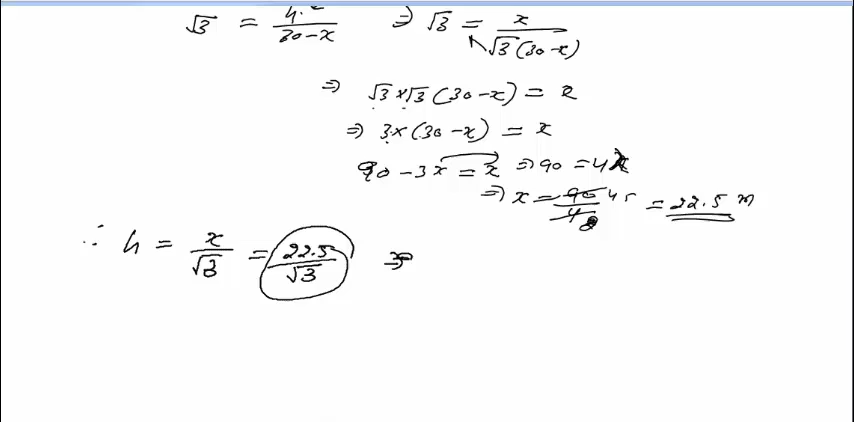 √3 = /(30-x) ⇒ √3 = x/(√3(30-x))
⇒ √3×√3(30-x) = x
⇒ 3×(30-x) = x
90-3x = x ⇒ 90 = 4x
⇒ x = 90/4 45/2 = 22.5 m
∴ h = x/√3 = 22.5/√3 ⇒